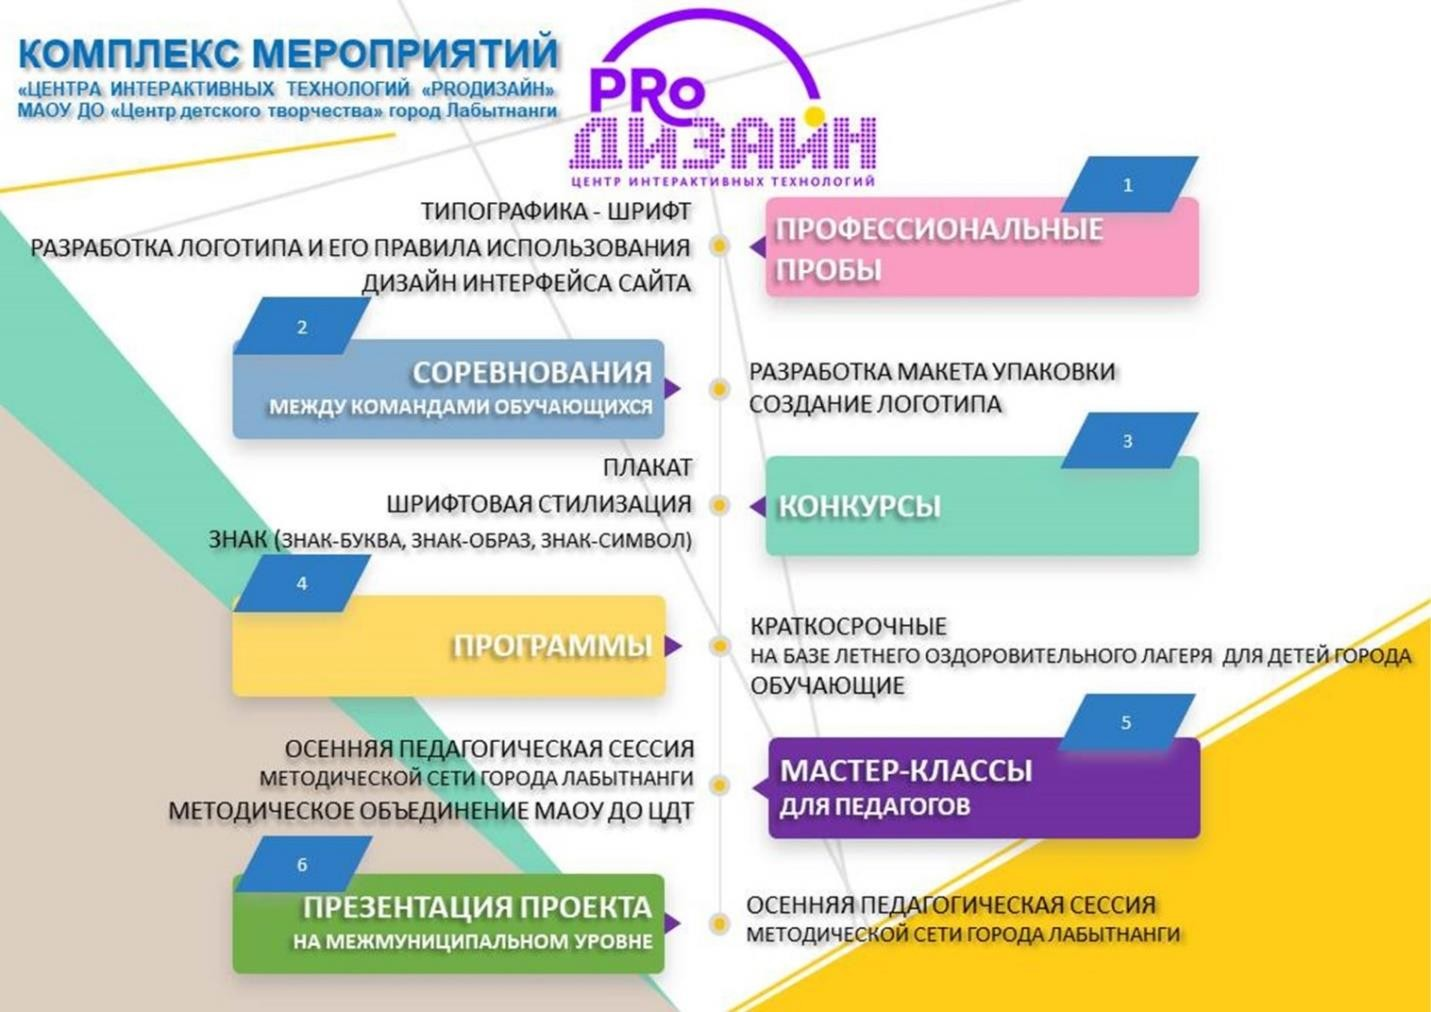 КОМПЛЕКС МЕРОПРИЯТИЙ
«ЦЕНТРА ИНТЕРАКТИВНЫХ ТЕХНОЛОГИЙ «PROДИЗАЙН»
МАОУ ДО «Центр детского творчества» город Лабытнанги
PRo
ДИЗАЙН
ЦЕНТР ИНТЕРАКТИВНЫХ ТЕХНОЛОГИЙ
1
ПРОФЕССИОНАЛЬНЫЕ
ПРОБЫ
ТИПОГРАФИКА - ШРИФТ
РАЗРАБОТКА ЛОГОТИПА И ЕГО ПРАВИЛА ИСПОЛЬЗОВАНИЯ
ДИЗАЙН ИНТЕРФЕЙСА САЙТА
2
СОРЕВНОВАНИЯ
МЕЖДУ КОМАНДАМИ ОБУЧАЮЩИХСЯ
РАЗРАБОТКА МАКЕТА УПАКОВКИ
СОЗДАНИЕ ЛОГОТИПА
3
КОНКУРСЫ
ПЛАКАТ
ШРИФТОВАЯ СТИЛИЗАЦИЯ
ЗНАК (ЗНАК-БУКВА, ЗНАК-ОБРАЗ, ЗНАК-СИМВОЛ)
4
ПРОГРАММЫ
КРАТКОСРОЧНЫЕ
НА БАЗЕ ЛЕТНЕГО ОЗДОРОВИТЕЛЬНОГО ЛАГЕРЯ ДЛЯ ДЕТЕЙ ГОРОДА
ОБУЧАЮЩИЕ
5
МАСТЕР-КЛАССЫ
ДЛЯ ПЕДАГОГОВ
ОСЕННЯЯ ПЕДАГОГИЧЕСКАЯ СЕССИЯ
МЕТОДИЧЕСКОЙ СЕТИ ГОРОДА ЛАБЫТНАНГИ
МЕТОДИЧЕСКОЕ ОБЪЕДИНЕНИЕ МАОУ ДО ЦДТ
6
ПРЕЗЕНТАЦИЯ ПРОЕКТА
НА МЕЖМУНИЦИПАЛЬНОМ УРОВНЕ
ОСЕННЯЯ ПЕДАГОГИЧЕСКАЯ СЕССИЯ
МЕТОДИЧЕСКОЙ СЕТИ ГОРОДА ЛАБЫТНАНГИ